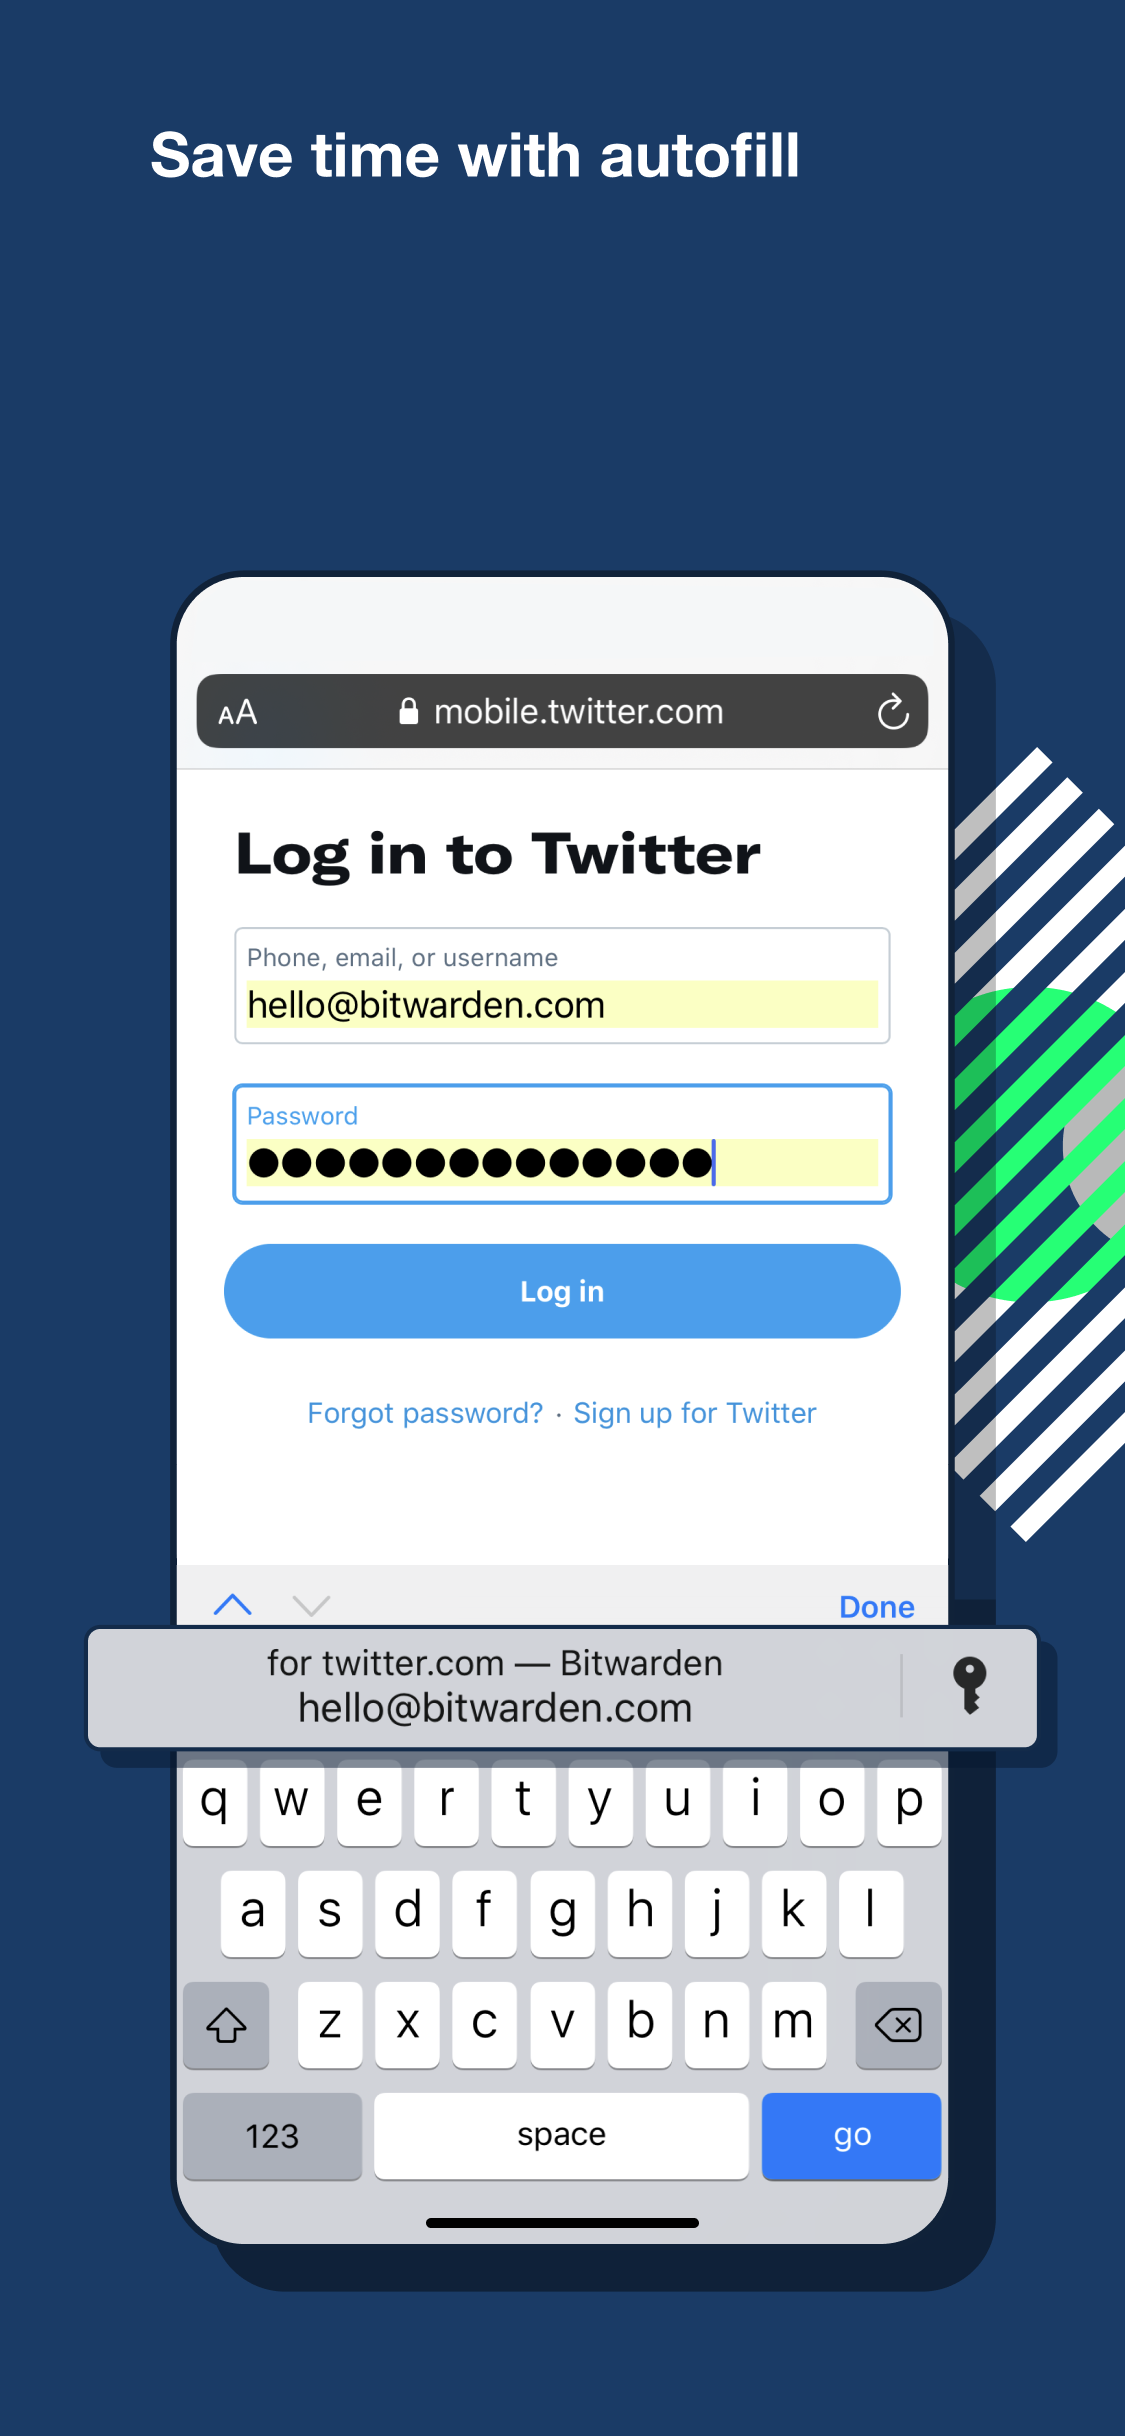 Save time with autofill
AA mobile.twitter.com
Log in to Twitter
Phone, email, or username
hello@bitwarden.com
Password
Log in
Forgot password? · Sign up for Twitter
Done
for twitter.com — Bitwarden
hello@bitwarden.com
q w e r t y u i o p
a s d f g h j k l
z x c v b n m
123 space go